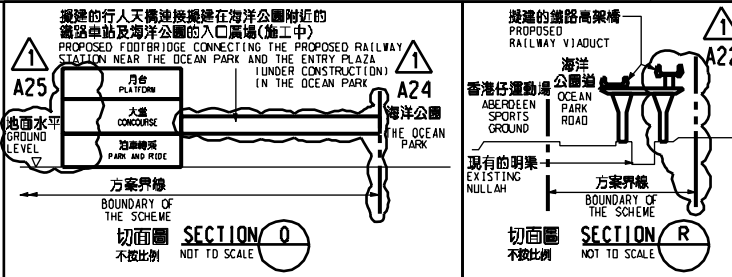 擬建的行人天橋連接擬建在海洋公園附近的
鐵路車站及海洋公園的入口廣場(施工中)
PROPOSED FOOTBRIDGE CONNECTING THE PROPOSED RAILWAY
STATION NEAR THE OCEAN PARK AND THE ENTRY PLAZA
(UNDER CONSTRUCTION)
IN THE OCEAN PARK
1
A25
1
A24
月台
PLATFORM
大堂
CONCOURSE
泊車轉乘
PARK AND RIDE
地面水平
GROUND
LEVEL
海洋公園
THE OCEAN
PARK
方案界線
BOUNDARY OF
THE SCHEME
切面圖 SECTION Q
不按比例 NOT TO SCALE
擬建的鐵路高架橋
PROPOSED
RAILWAY VIADUCT
1
A22
海洋
公園道
OCEAN
PARK
ROAD
香港仔運動場
ABERDEEN
SPORTS
GROUND
現有的明渠
EXISTING
NULLAH
方案界線
BOUNDARY OF
THE SCHEME
切面圖 SECTION R
不按比例 NOT TO SCALE